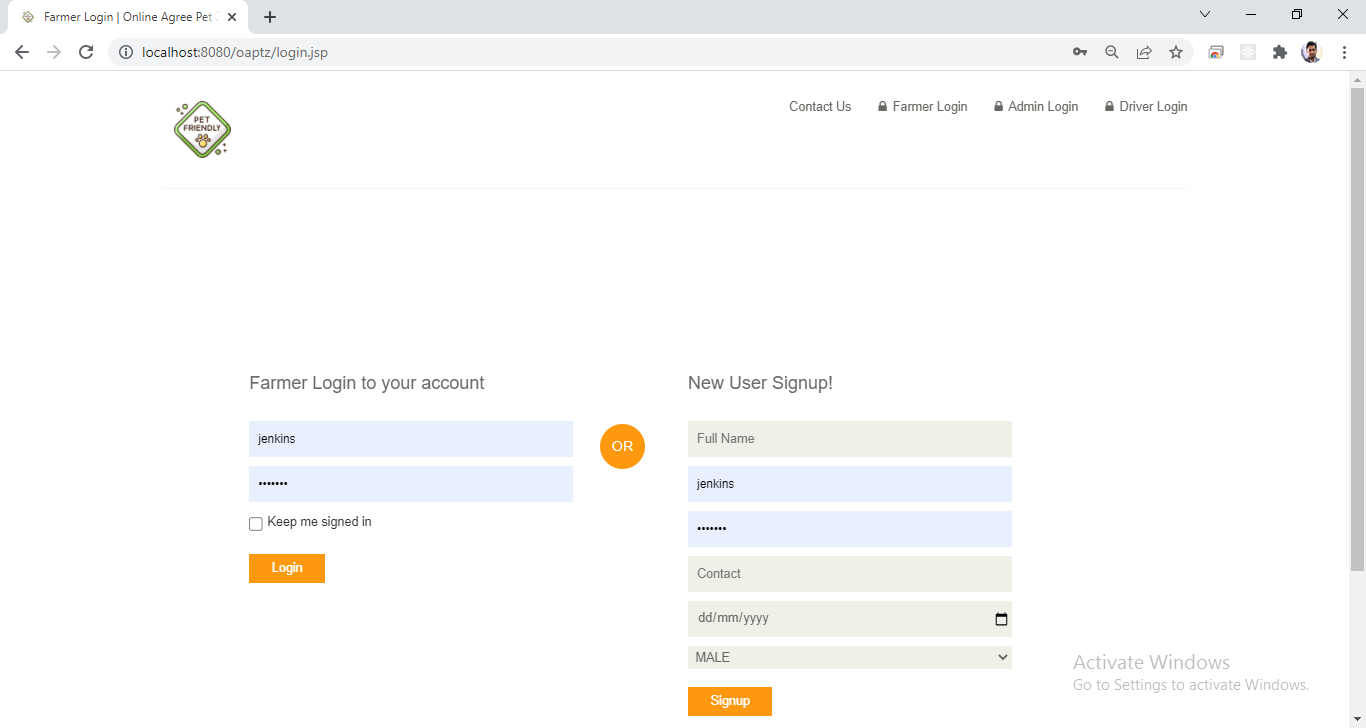 Farmer Login | Online Agree Pet
localhost:8080/oaptz/login.jsp
PET
FRIENDLY
Contact Us Farmer Login Admin Login Driver Login
Farmer Login to your account
jenkins
•••••••
Keep me signed in
Login
OR
New User Signup!
Full Name
jenkins
•••••••
Contact
dd/mm/yyyy
MALE
Signup
Activate Windows
Go to Settings to activate Windows.